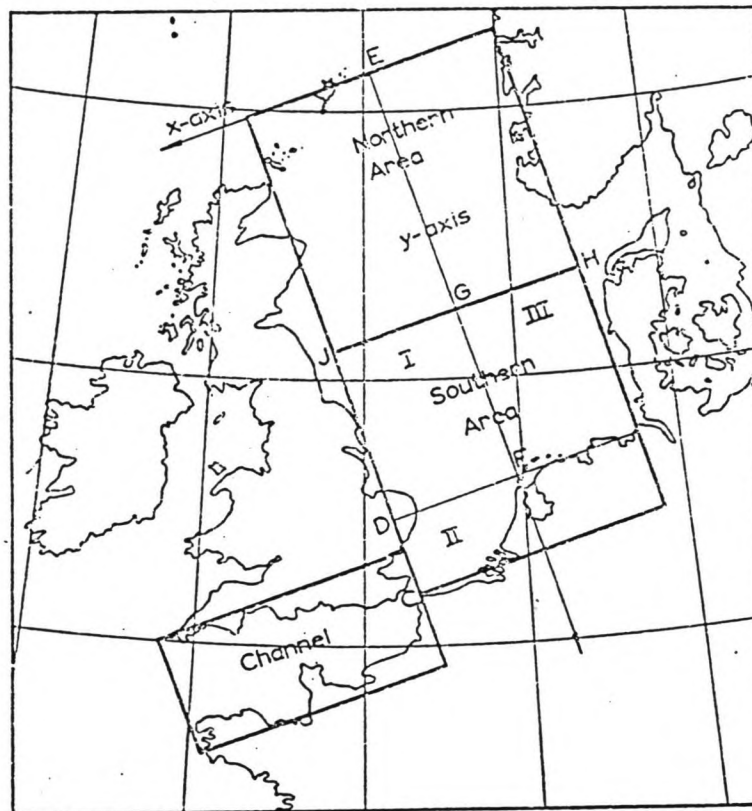 E
x-axis
Northern
Area
y-axis
G
H
III
J
I
Southern
Area
F
D
II
Channel